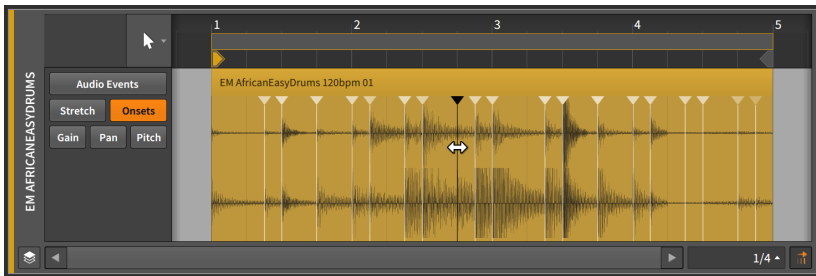 1 2 3 4 5
EM AFRICANEASYDRUMS
Audio Events
EM AfricanEasyDrums 120bpm 01
Stretch Onsets
Gain Pan Pitch
1/4